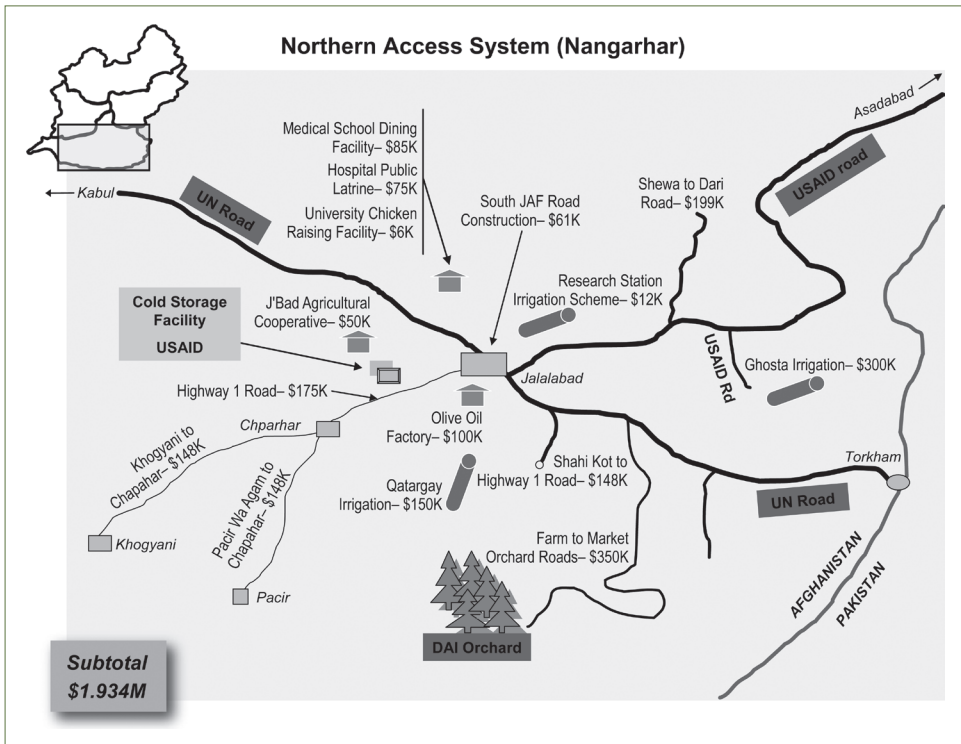 Northern Access System (Nangarhar)
Asadabad
USAID road
Kabul
UN Road
Medical School Dining
Facility– $85K
Hospital Public
Latrine– $75K
University Chicken
Raising Facility– $6K
South JAF Road
Construction– $61K
Shewa to Dari
Road– $199K
Research Station
Irrigation Scheme– $12K
Cold Storage
Facility
USAID
J'Bad Agricultural
Cooperative– $50K
Highway 1 Road– $175K
Jalalabad
USAID Rd
Ghosta Irrigation– $300K
Chparhar
Olive Oil
Factory– $100K
Khogyani to
Chapahar– $148K
Pacir Wa Agam to
Chapahar– $148K
Qatargay
Irrigation– $150K
Shahi Kot to
Highway 1 Road– $148K
Torkham
UN Road
Khogyani
Farm to Market
Orchard Roads– $350K
Pacir
AFGHANISTAN
PAKISTAN
DAI Orchard
Subtotal
$1.934M